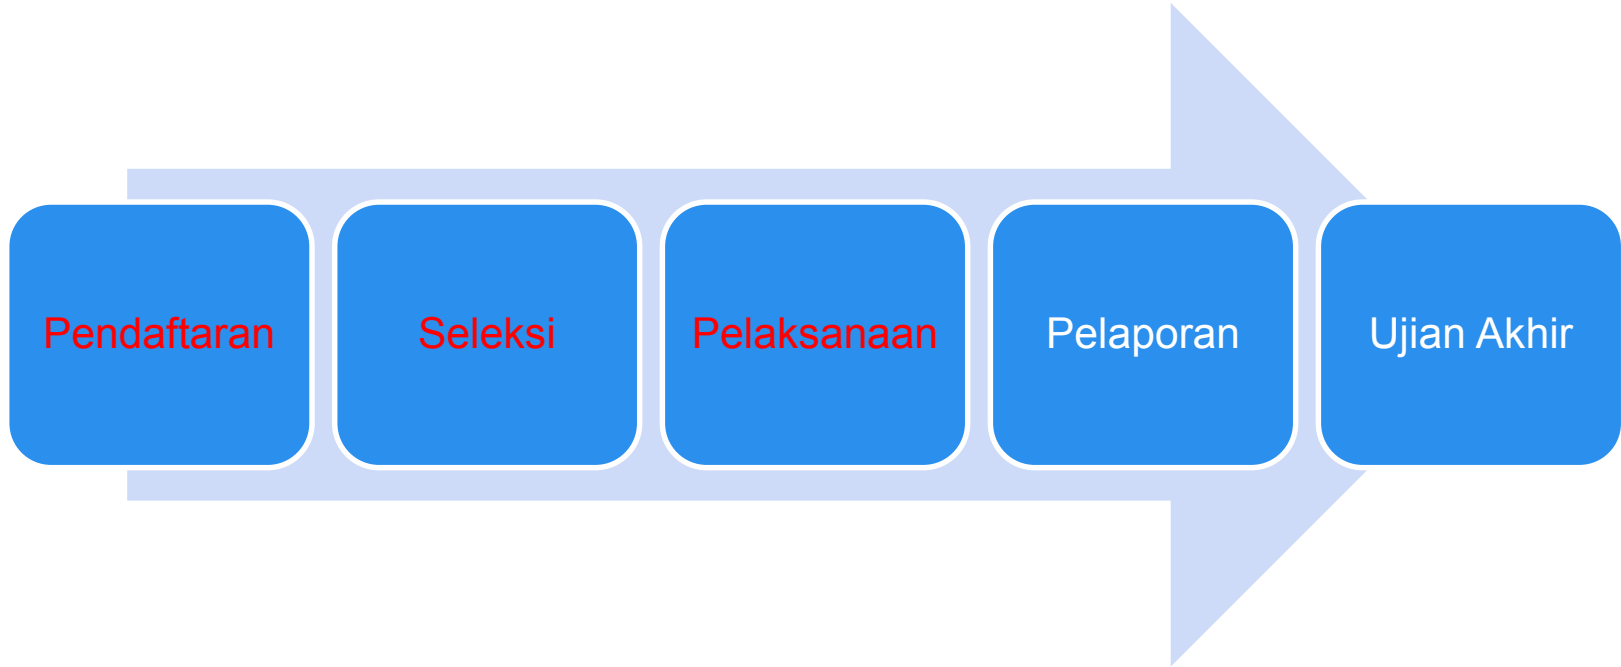 Pendaftaran
Seleksi
Pelaksanaan
Pelaporan
Ujian Akhir